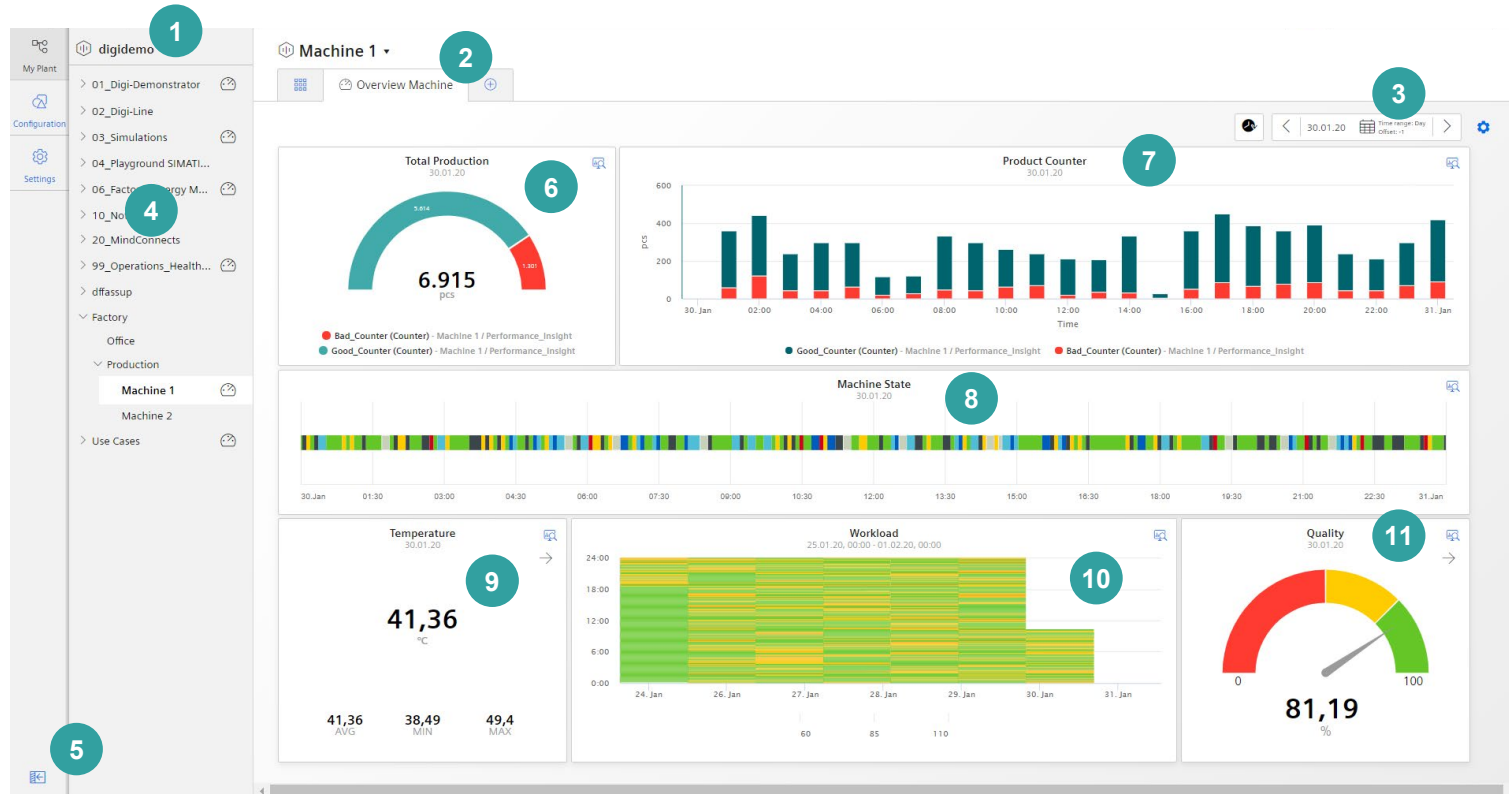 1
digidemo
My Plant
Configuration
Settings
01_Digi-Demonstrator
02_Digi-Line
03_Simulations
04_Playground SIMATI...
06_Facto ergy M...
10_No
4
20_MindConnects
99_Operations_Health...
dffassup
Factory
Office
Production
Machine 1
Machine 2
Use Cases
5
Machine 1
2
Overview Machine
3
30.01.20
Time range: Day
Offset: -1
Total Production
30.01.20
6
5.614
1.301
6.915
pcs
Bad_Counter (Counter) - Machine 1 / Performance_Insight
Good_Counter (Counter) - Machine 1 / Performance_Insight
Product Counter
30.01.20
7
600
400
200
0
pcs
30. Jan 02:00 04:00 06:00 08:00 10:00 12:00 14:00 16:00 18:00 20:00 22:00 31. Jan
Time
Good_Counter (Counter) - Machine 1 / Performance_Insight Bad_Counter (Counter) - Machine 1 / Performance_Insight
Machine State
30.01.20
8
30.Jan 01:30 03:00 04:30 06:00 07:30 09:00 10:30 12:00 13:30 15:00 16:30 18:00 19:30 21:00 22:30 31.Jan
Temperature
30.01.20
9
41,36
°C
41,36 38,49 49,4
AVG MIN MAX
Workload
25.01.20, 00:00 - 01.02.20, 00:00
10
24:00
18:00
12:00
6:00
0:00
24. Jan 26. Jan 27. Jan 28. Jan 29. Jan 30. Jan 31. Jan
60 85 110
Quality
30.01.20
11
0 100
81,19
%